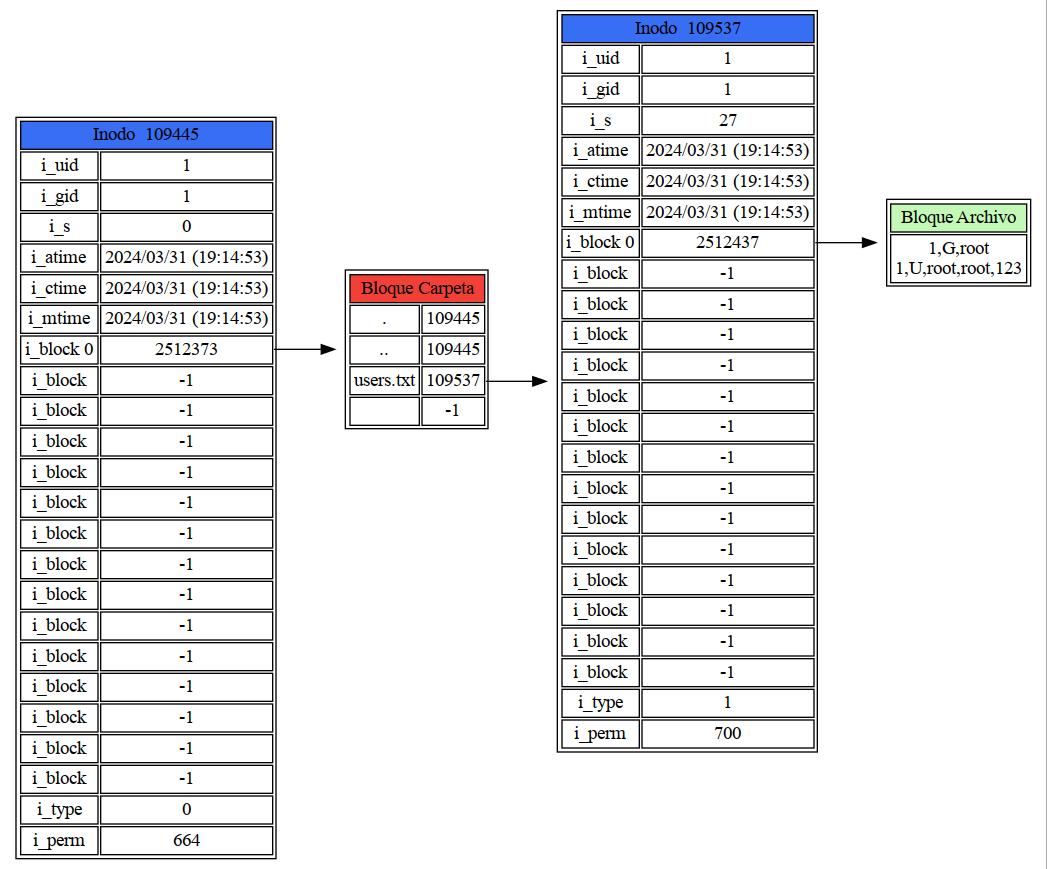 Inodo 109445
i_uid 1
i_gid 1
i_s 0
i_atime 2024/03/31 (19:14:53)
i_ctime 2024/03/31 (19:14:53)
i_mtime 2024/03/31 (19:14:53)
i_block 0 2512373
i_block -1
i_block -1
i_block -1
i_block -1
i_block -1
i_block -1
i_block -1
i_block -1
i_block -1
i_block -1
i_block -1
i_block -1
i_block -1
i_block -1
i_type 0
i_perm 664
Bloque Carpeta
. 109445
.. 109445
users.txt 109537
-1
Inodo 109537
i_uid 1
i_gid 1
i_s 27
i_atime 2024/03/31 (19:14:53)
i_ctime 2024/03/31 (19:14:53)
i_mtime 2024/03/31 (19:14:53)
i_block 0 2512437
i_block -1
i_block -1
i_block -1
i_block -1
i_block -1
i_block -1
i_block -1
i_block -1
i_block -1
i_block -1
i_block -1
i_block -1
i_block -1
i_block -1
i_type 1
i_perm 700
Bloque Archivo
1,G,root
1,U,root,root,123